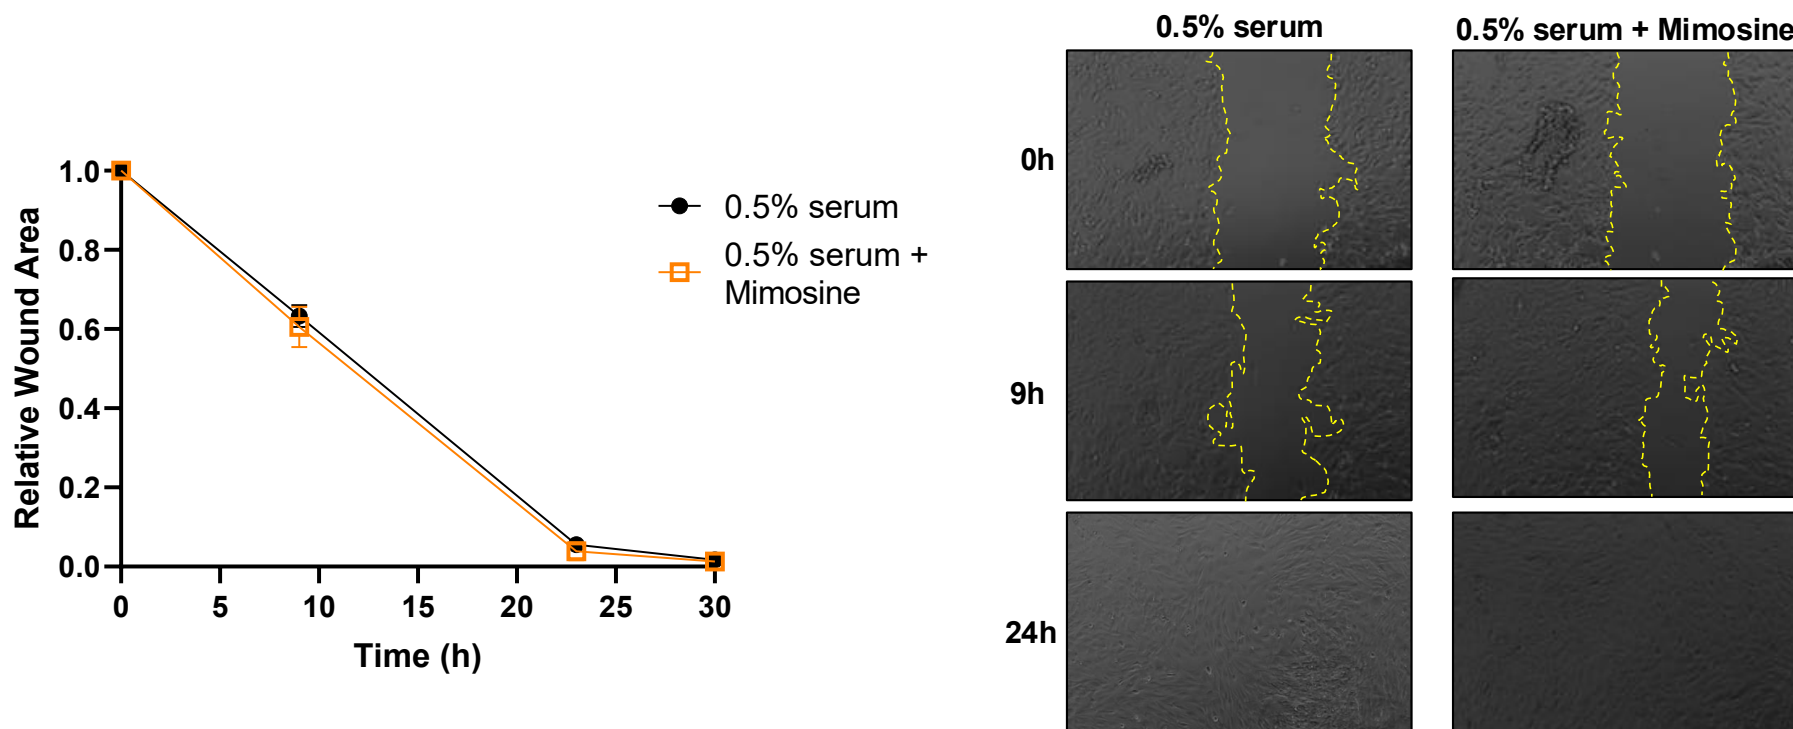 0.5% serum
0.5% serum + Mimosine
0h
9h
24h
Relative Wound Area
1.0
0.8
0.6
0.4
0.2
0.0
0 5 10 15 20 25 30
Time (h)
0.5% serum
0.5% serum +
Mimosine